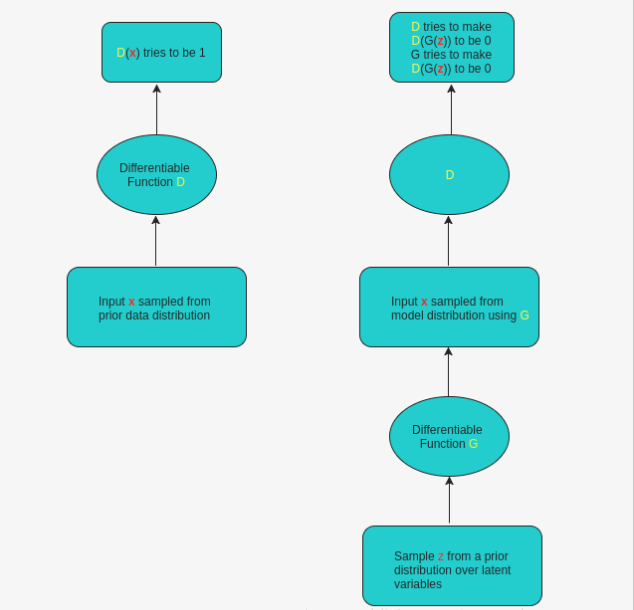 D(x) tries to be 1
Differentiable
Function D
Input x sampled from
prior data distribution
D tries to make
D(G(z)) to be 0
G tries to make
D(G(z)) to be 0
D
Input x sampled from
model distribution using G
Differentiable
Function G
Sample z from a prior
distribution over latent
variables